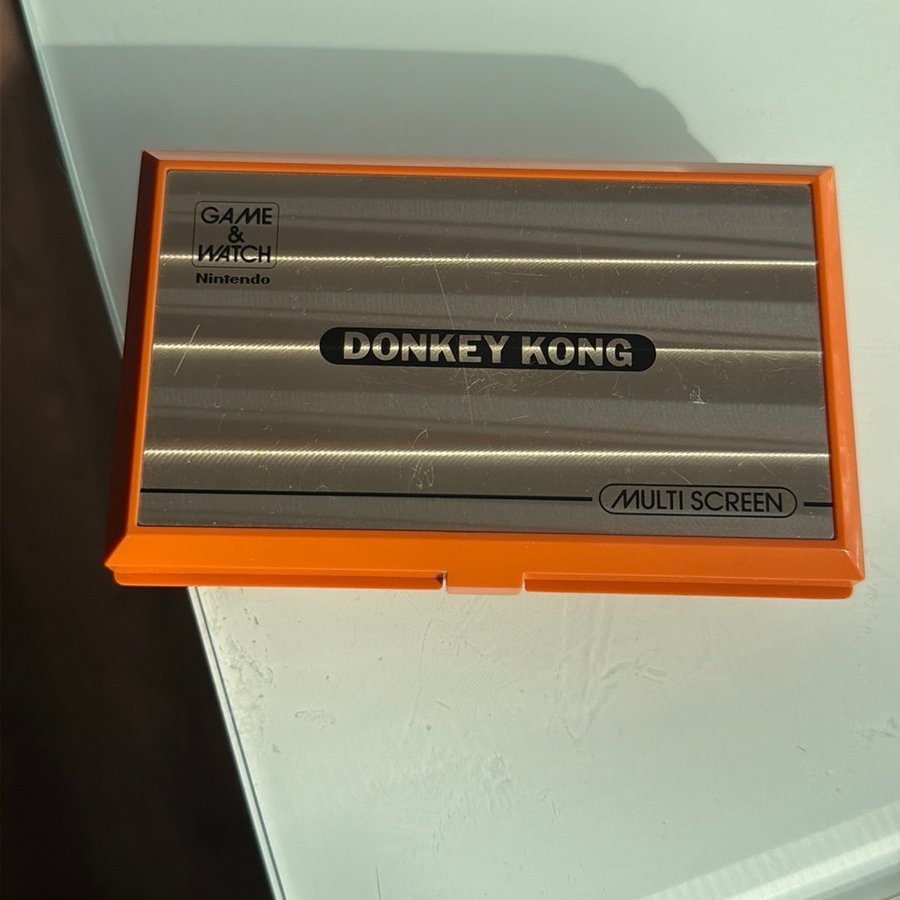 GAME
&
WATCH
Nintendo
DONKEY KONG
MULTI SCREEN